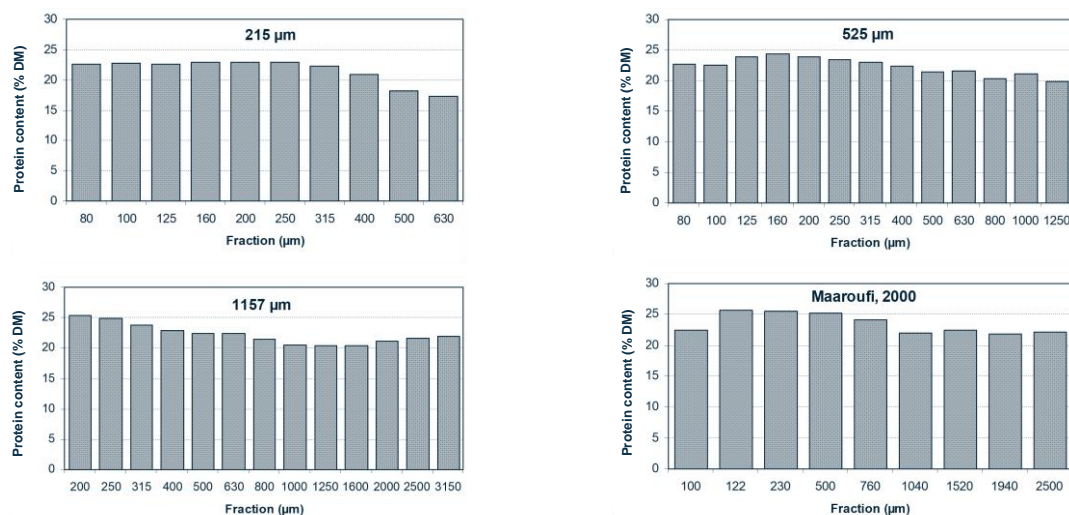 215 µm
Protein content (% DM)
30
25
20
15
10
5
0
80 100 125 160 200 250 315 400 500 630
Fraction (µm)
525 µm
Protein content (% DM)
30
25
20
15
10
5
0
80 100 125 160 200 250 315 400 500 630 800 1000 1250
Fraction (µm)
1157 µm
Protein content (% DM)
30
25
20
15
10
5
0
200 250 315 400 500 630 800 1000 1250 1600 2000 2500 3150
Fraction (µm)
Maaroufi, 2000
Protein content (% DM)
30
25
20
15
10
5
0
100 122 230 500 760 1040 1520 1940 2500
Fraction (µm)